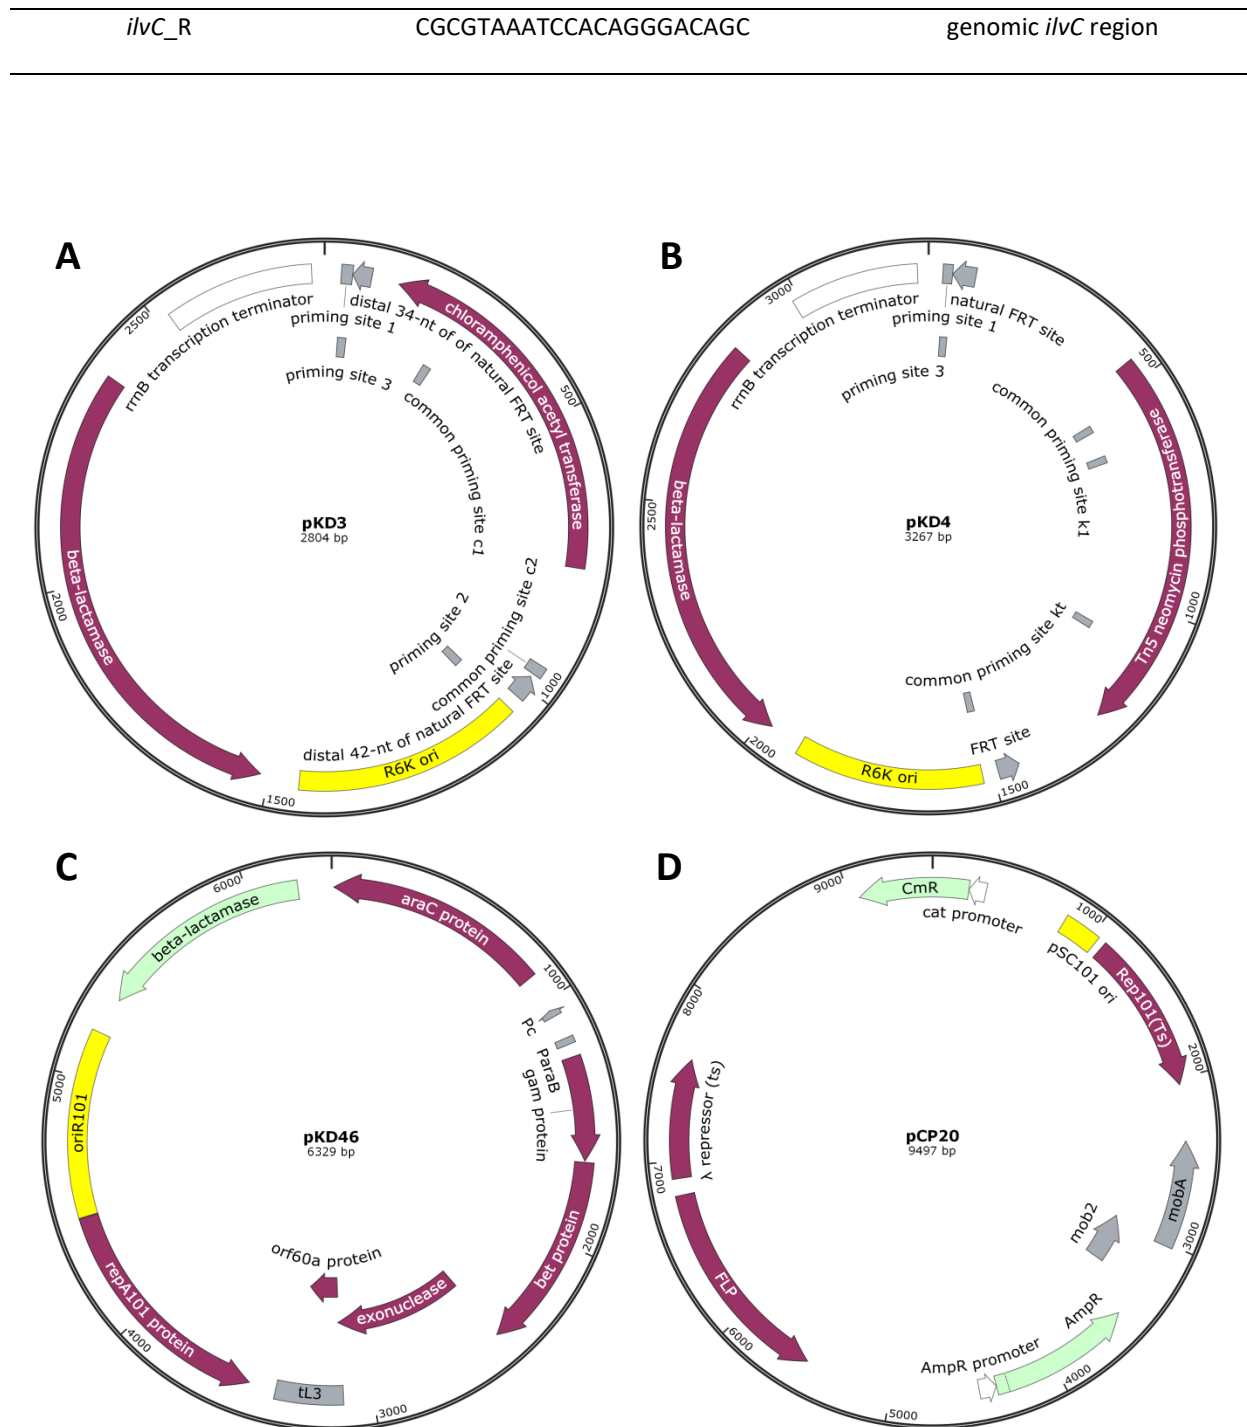 ilvC_R CGCGTAAATCCACAGGGACAGC genomic ilvC region
A
rrnB transcription terminator
priming site 1
distal 34-nt of of natural FRT site
chloramphenicol acetyl transferase
priming site 3
common priming site c1
2500
500
pKD3
2804 bp
beta-lactamase
2000
priming site 2
common priming site c2
distal 42-nt of natural FRT site
1000
R6K ori
1500
B
3000
rrnB transcription terminator
natural FRT site
priming site 1
priming site 3
500
common priming site k1
Tn5 neomycin phosphotransferase
2500
beta-lactamase
pKD4
3267 bp
1000
common priming site kt
FRT site
2000
R6K ori
1500
C
6000
beta-lactamase
araC protein
1000
Pc
ParaB
gam protein
5000
oriR101
pKD46
6329 bp
2000
bet protein
orf60a protein
exonuclease
repA101 protein
4000
tL3
3000
D
9000
CmR
cat promoter
1000
pSC101 ori
Rep101(Ts)
8000
2000
λ repressor (ts)
pCP20
9497 bp
7000
mobA
mob2
3000
FLP
6000
AmpR
AmpR promoter
4000
5000